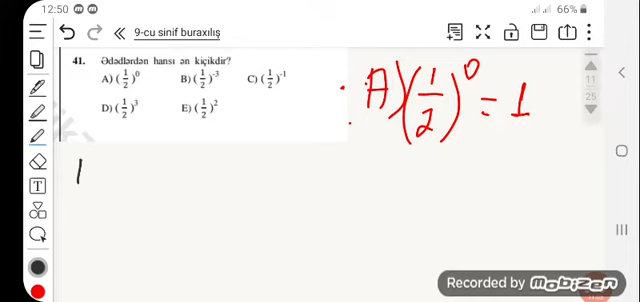 12:50 66%
9-cu sinif buraxılış
41. Ədədlərdən hansı ən kiçikdir?
A) (1/2)^0 B) (1/2)^-3 C) (1/2)^-1
D) (1/2)^3 E) (1/2)^2
A) (1/2)^0 = 1
11
25
T
Recorded by
mobizen